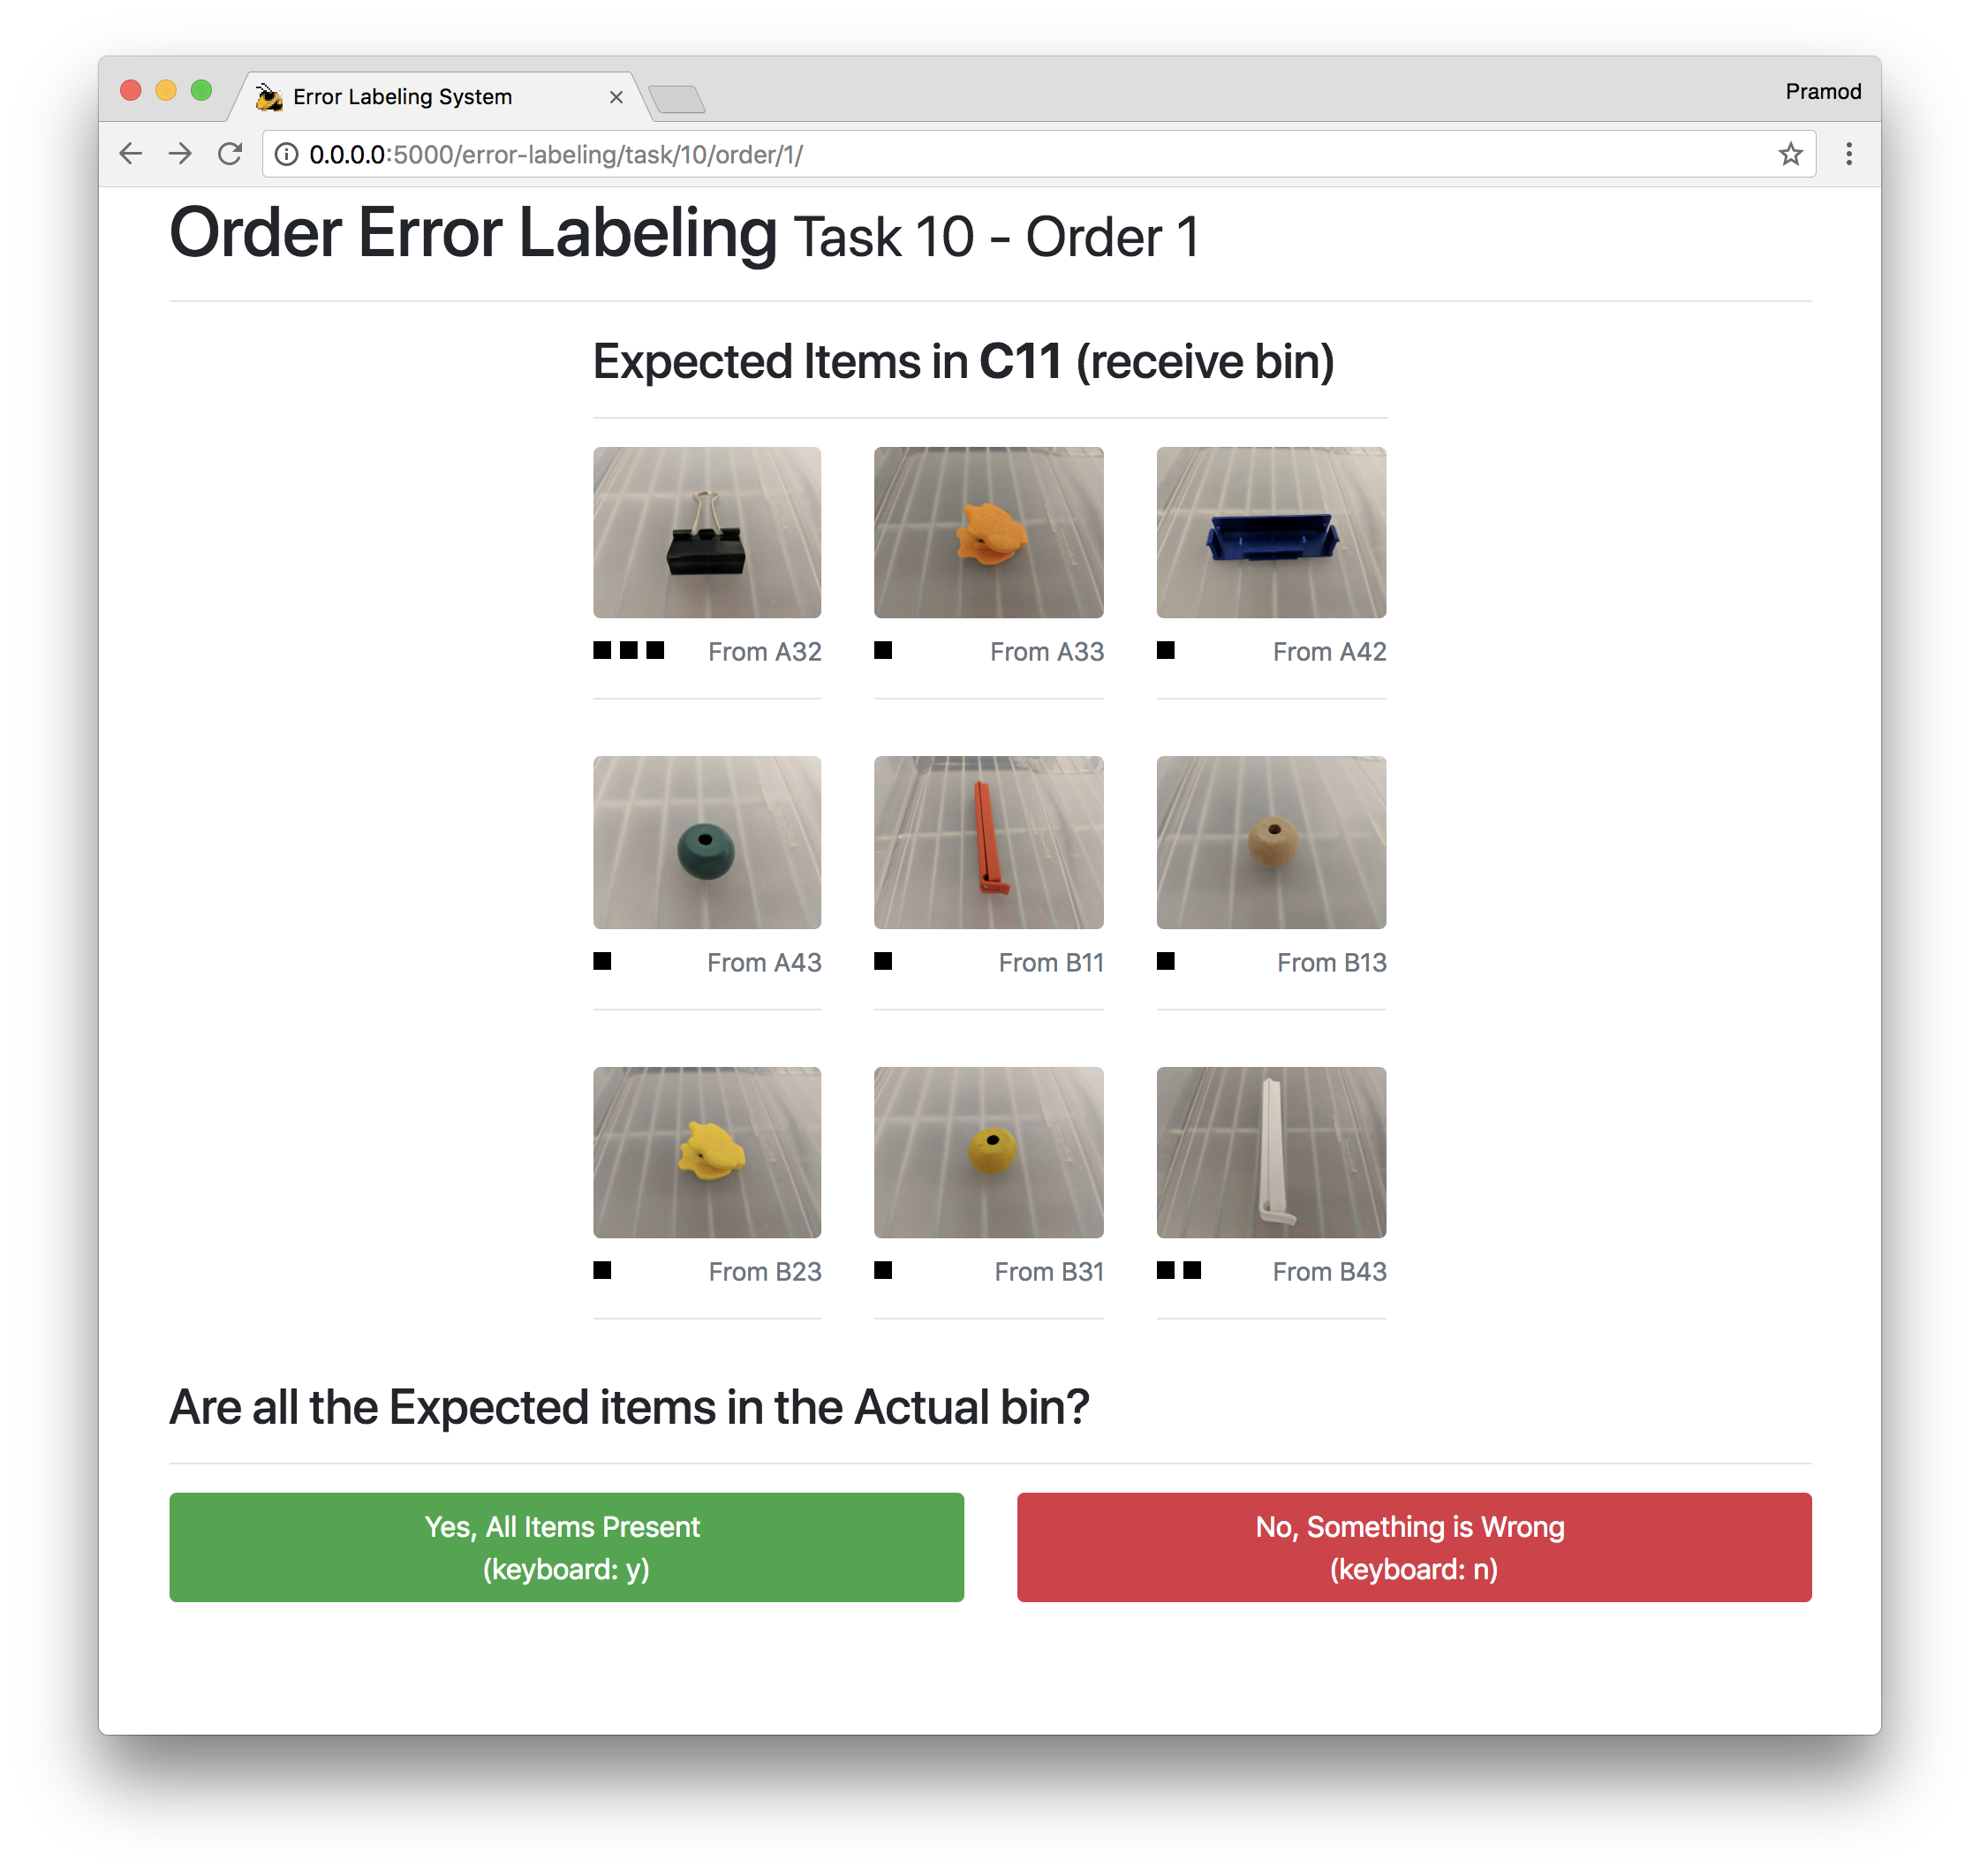 Error Labeling System
Pramod
0.0.0.0:5000/error-labeling/task/10/order/1/
Order Error Labeling Task 10 - Order 1
Expected Items in C11 (receive bin)
From A32
From A33
From A42
From A43
From B11
From B13
From B23
From B31
From B43
Are all the Expected items in the Actual bin?
Yes, All Items Present
(keyboard: y)
No, Something is Wrong
(keyboard: n)